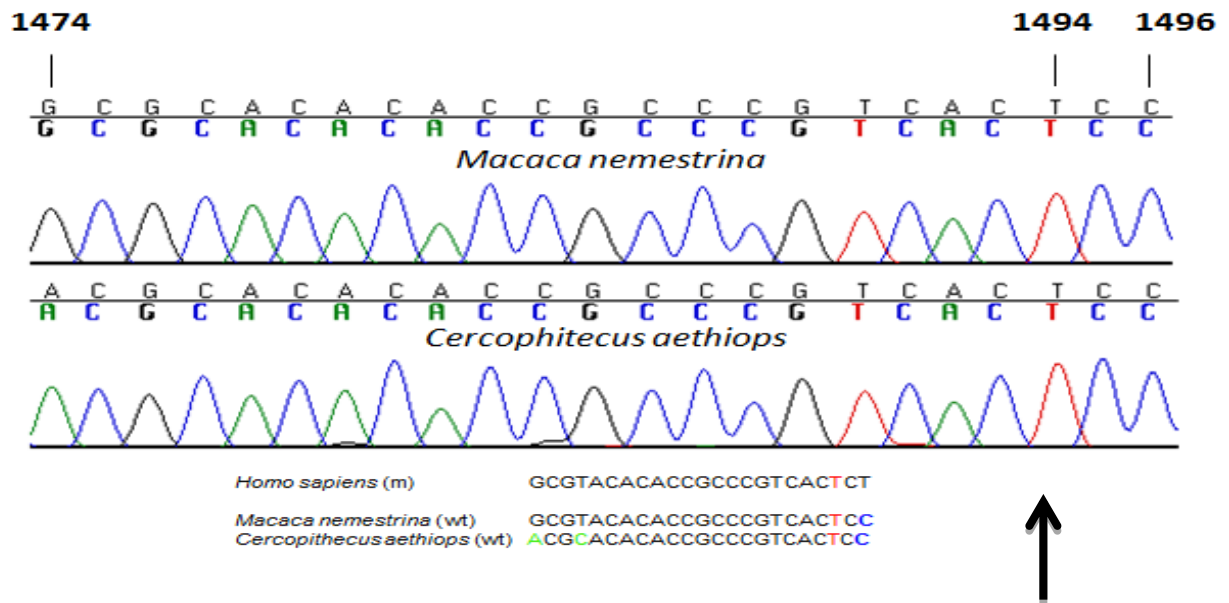 1474 1494 1496
G C G C A C A C A C C G C C C G T C A C T C C
G C G C A C A C A C C G C C C G T C A C T C C
Macaca nemestrina
A C G C A C A C A C C G C C C G T C A C T C C
A C G C A C A C A C C G C C C G T C A C T C C
Cercophitecus aethiops
Homo sapiens (m) GCGTACACACCGCCCGTCACTCT
Macaca nemestrina (wt) GCGTACACACCGCCCGTCACTCC
Cercopithecus aethiops (wt) ACGCACACACCGCCCGTCACTCC